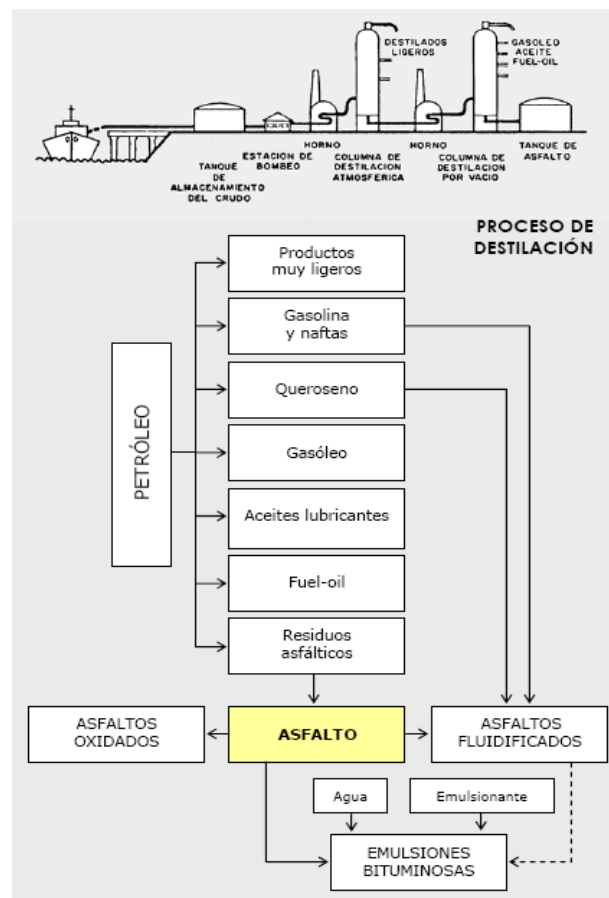 DESTILADOS
LIGEROS
GASOLEO
ACEITE
FUEL-OIL
TANQUE
DE
ALMACENAMIENTO
DEL CRUDO
ESTACION DE
BOMBEO
HORNO
COLUMNA DE
DESTILACION
ATMOSFERICA
HORNO
COLUMNA DE
DESTILACION
POR VACIO
TANQUE DE
ASFALTO
PROCESO DE
DESTILACIÓN
PETRÓLEO
Productos
muy ligeros
Gasolina
y naftas
Queroseno
Gasóleo
Aceites lubricantes
Fuel-oil
Residuos
asfálticos
ASFALTOS
OXIDADOS
ASFALTO
ASFALTOS
FLUIDIFICADOS
Agua
Emulsionante
EMULSIONES
BITUMINOSAS